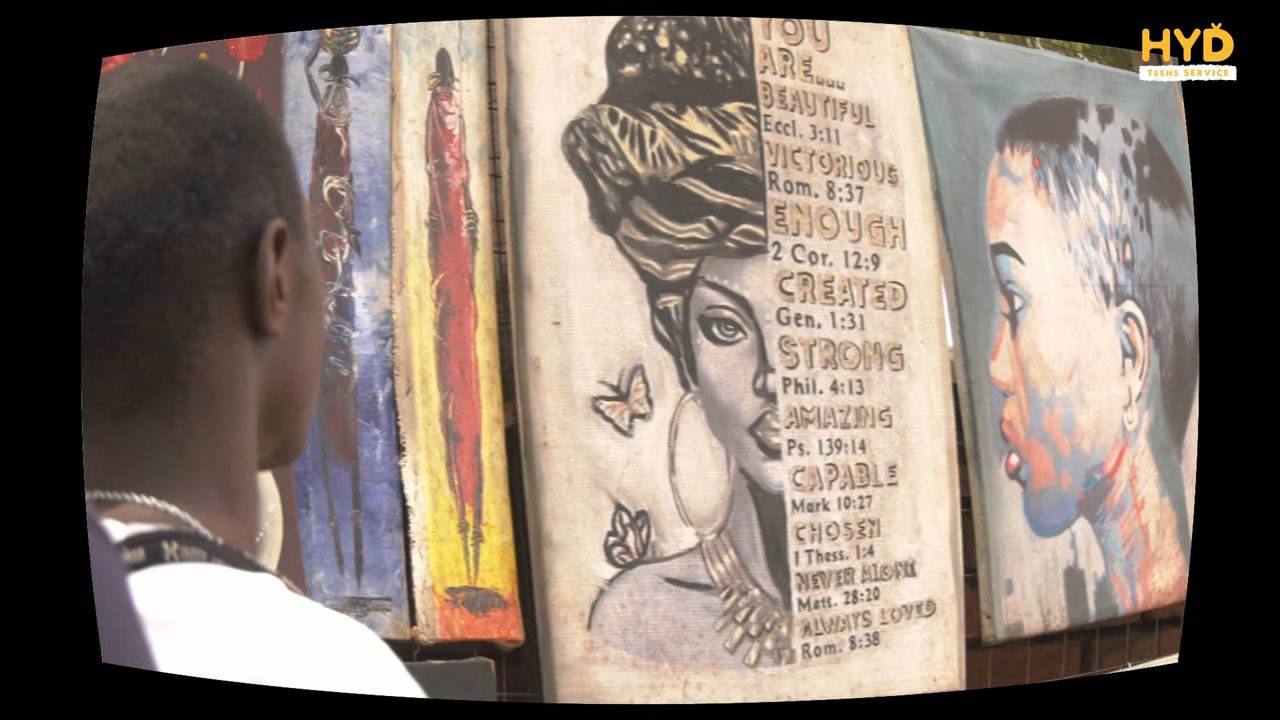 HYD
TEENS SERVICE
YOU
ARE....
BEAUTIFUL
Eccl. 3:11
VICTORIOUS
Rom. 8:37
ENOUGH
2 Cor. 12:9
CREATED
Gen. 1:31
STRONG
Phil. 4:13
AMAZING
Ps. 139:14
CAPABLE
Mark 10:27
CHOSEN
1 Thess. 1:4
NEVER ALONE
Matt. 28:20
ALWAYS LOVED
Rom. 8:38